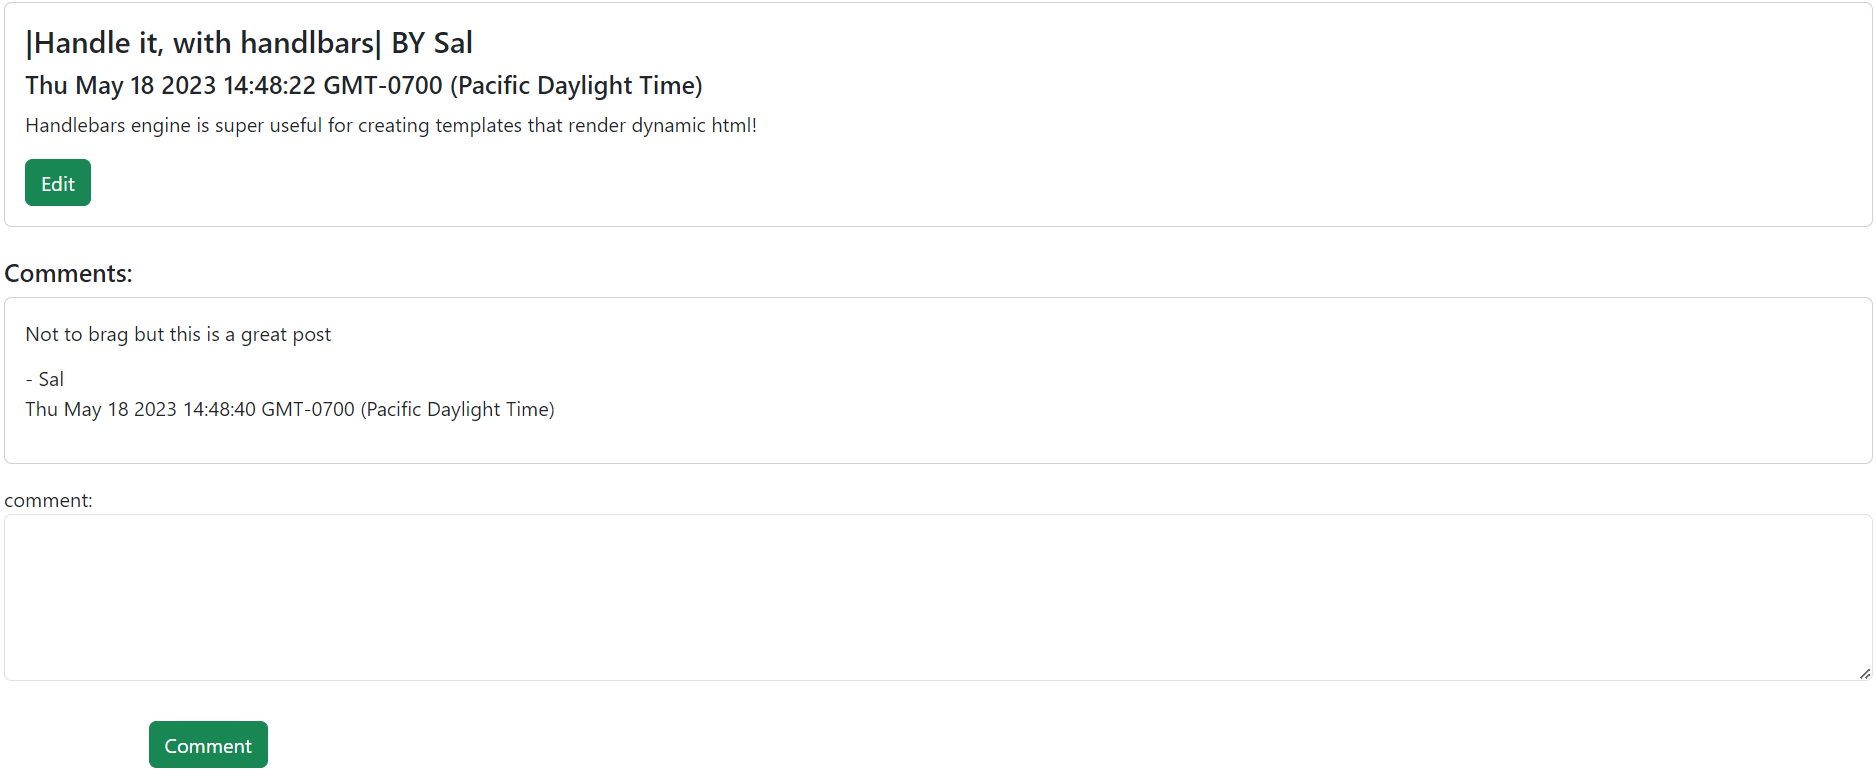 |Handle it, with handlbars| BY Sal
Thu May 18 2023 14:48:22 GMT-0700 (Pacific Daylight Time)
Handlebars engine is super useful for creating templates that render dynamic html!
Edit
Comments:
Not to brag but this is a great post
- Sal
Thu May 18 2023 14:48:40 GMT-0700 (Pacific Daylight Time)
comment:
Comment